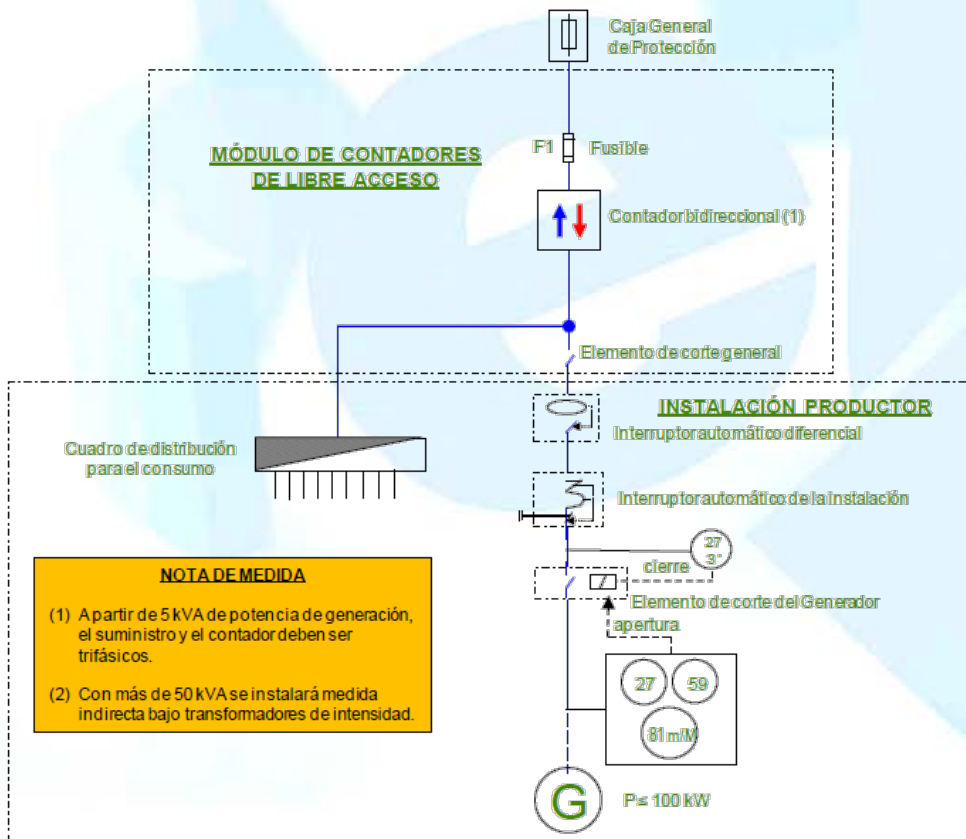 Caja General
de Protección
MÓDULO DE CONTADORES
DE LIBRE ACCESO
F1 Fusible
Contador bidireccional (1)
Elemento de corte general
INSTALACIÓN PRODUCTOR
Interruptor automático diferencial
Cuadro de distribución
para el consumo
Interruptor automático de la Instalación
27
3"
cierre
Elemento de corte del Generador
apertura
NOTA DE MEDIDA
(1) A partir de 5 kVA de potencia de generación,
el suministro y el contador deben ser
trifásicos.
(2) Con más de 50 kVA se instalará medida
indirecta bajo transformadores de intensidad.
27 59
81 m/M
G P ≤ 100 kW